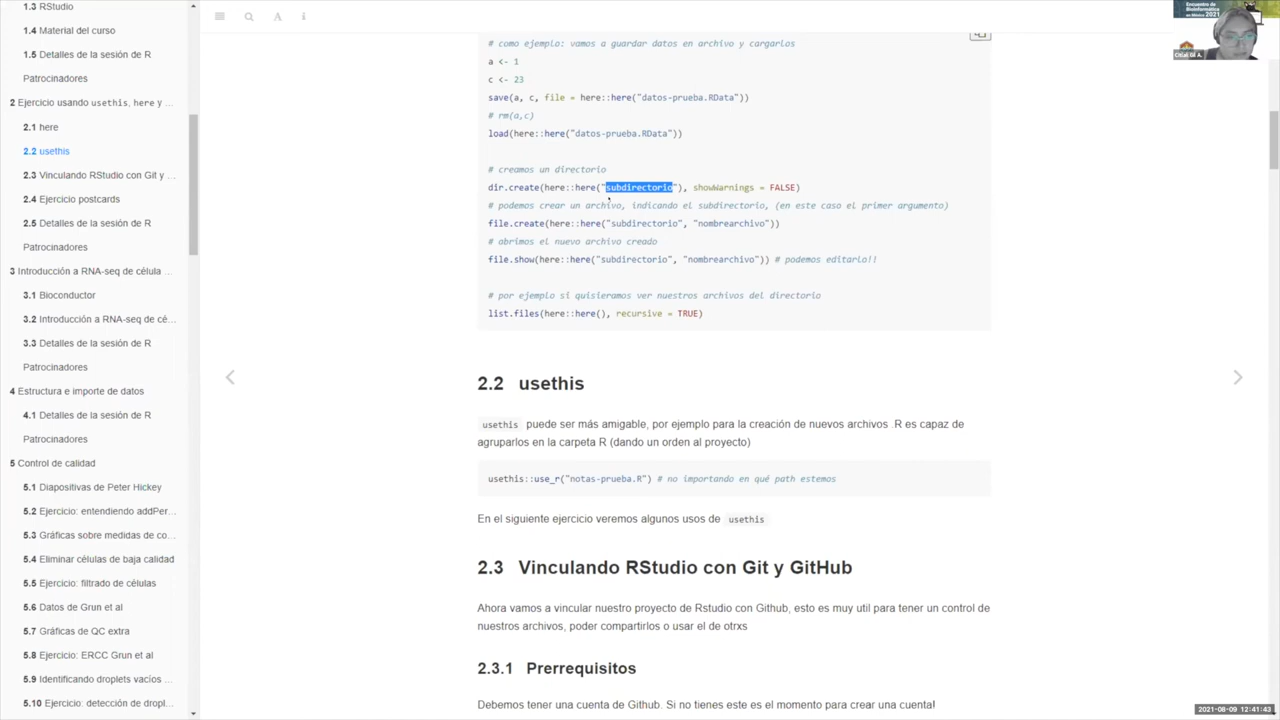 1.3 RStudio
1.4 Material del curso
1.5 Detalles de la sesión de R
Patrocinadores
2 Ejercicio usando usethis, here y ...
2.1 here
2.2 usethis
2.3 Vinculando RStudio con Git y ...
2.4 Ejercicio postcards
2.5 Detalles de la sesión de R
Patrocinadores
3 Introducción a RNA-seq de célula ...
3.1 Bioconductor
3.2 Introducción a RNA-seq de cé...
3.3 Detalles de la sesión de R
Patrocinadores
4 Estructura e importe de datos
4.1 Detalles de la sesión de R
Patrocinadores
5 Control de calidad
5.1 Diapositivas de Peter Hickey
5.2 Ejercicio: entendiendo addPer...
5.3 Gráficas sobre medidas de co...
5.4 Eliminar células de baja calidad
5.5 Ejercicio: filtrado de células
5.6 Datos de Grun et al
5.7 Gráficas de QC extra
5.8 Ejercicio: ERCC Grun et al
5.9 Identificando droplets vacíos ...
5.10 Ejercicio: detección de dropl...
# como ejemplo: vamos a guardar datos en archivo y cargarlos
a <- 1
c <- 23
save(a, c, file = here::here("datos-prueba.RData"))
# rm(a,c)
load(here::here("datos-prueba.RData"))
# creamos un directorio
dir.create(here::here("subdirectorio"), showWarnings = FALSE)
# podemos crear un archivo, indicando el subdirectorio, (en este caso el primer argumento)
file.create(here::here("subdirectorio", "nombrearchivo"))
# abrimos el nuevo archivo creado
file.show(here::here("subdirectorio", "nombrearchivo")) # podemos editarlo!!
# por ejemplo si quisieramos ver nuestros archivos del directorio
list.files(here::here(), recursive = TRUE)
2.2 usethis
usethis puede ser más amigable, por ejemplo para la creación de nuevos archivos .R es capaz de
agruparlos en la carpeta R (dando un orden al proyecto)
usethis::use_r("notas-prueba.R") # no importando en qué path estemos
En el siguiente ejercicio veremos algunos usos de usethis
2.3 Vinculando RStudio con Git y GitHub
Ahora vamos a vincular nuestro proyecto de Rstudio con Github, esto es muy util para tener un control de
nuestros archivos, poder compartirlos o usar el de otrxs
2.3.1 Prerrequisitos
Debemos tener una cuenta de Github. Si no tienes este es el momento para crear una cuenta!
Encuentro de
Bioinformática
en México 2021
2021-08-09 12:41:43